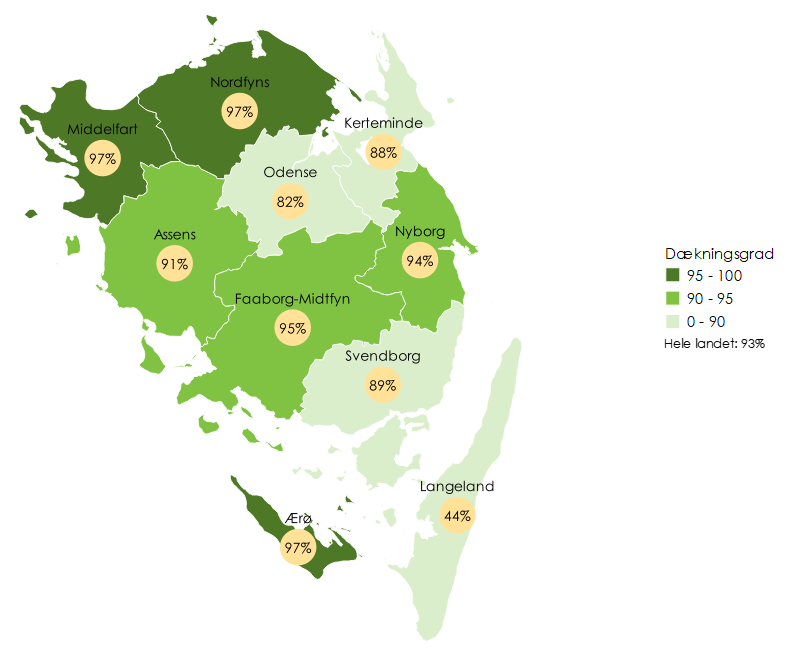 Nordfyns
97%
Kerteminde
88%
Middelfart
97%
Odense
82%
Assens
91%
Nyborg
94%
Dækningsgrad
95 - 100
90 - 95
0 - 90
Hele landet: 93%
Faaborg-Midtfyn
95%
Svendborg
89%
Langeland
44%
Ærø
97%